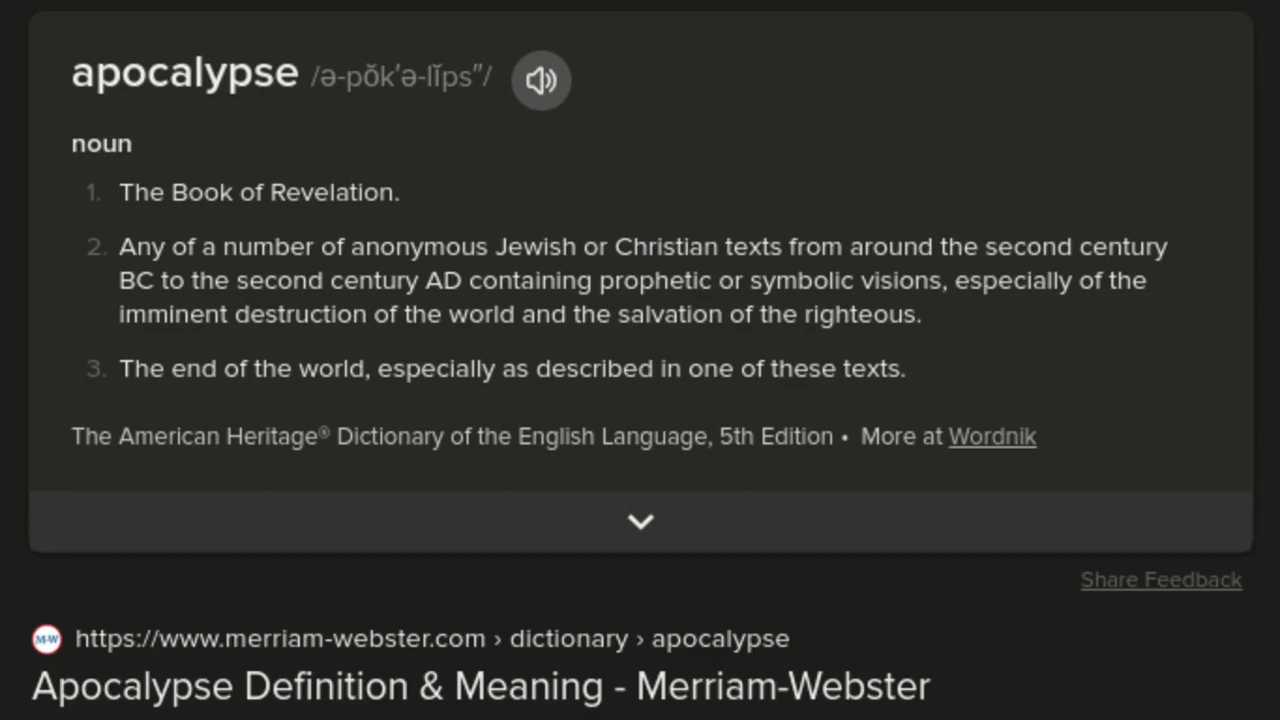 apocalypse /ə-pŏk′ə-lĭps″/
noun
1. The Book of Revelation.
2. Any of a number of anonymous Jewish or Christian texts from around the second century
BC to the second century AD containing prophetic or symbolic visions, especially of the
imminent destruction of the world and the salvation of the righteous.
3. The end of the world, especially as described in one of these texts.
The American Heritage® Dictionary of the English Language, 5th Edition • More at Wordnik
Share Feedback
M-W https://www.merriam-webster.com › dictionary › apocalypse
Apocalypse Definition & Meaning - Merriam-Webster